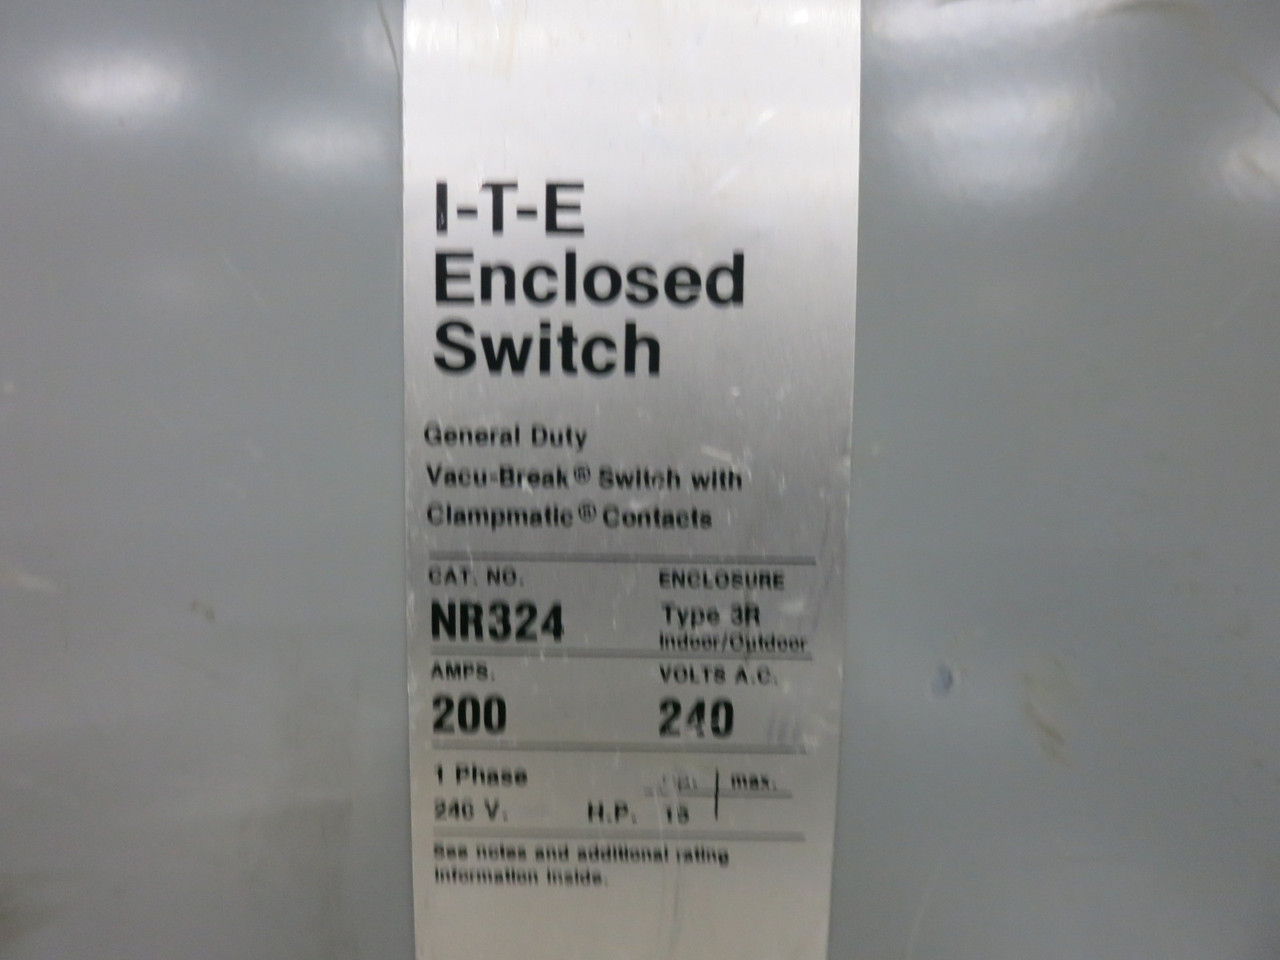 I-T-E
Enclosed
Switch
General Duty
Vacu-Break® Switch with
Clampmatic® Contacts
CAT. NO. ENCLOSURE
NR324 Type 3R
Indoor/Outdoor
AMPS. VOLTS A.C.
200 240
1 Phase max.
240 V. H.P. 15
See notes and additional rating
information inside.